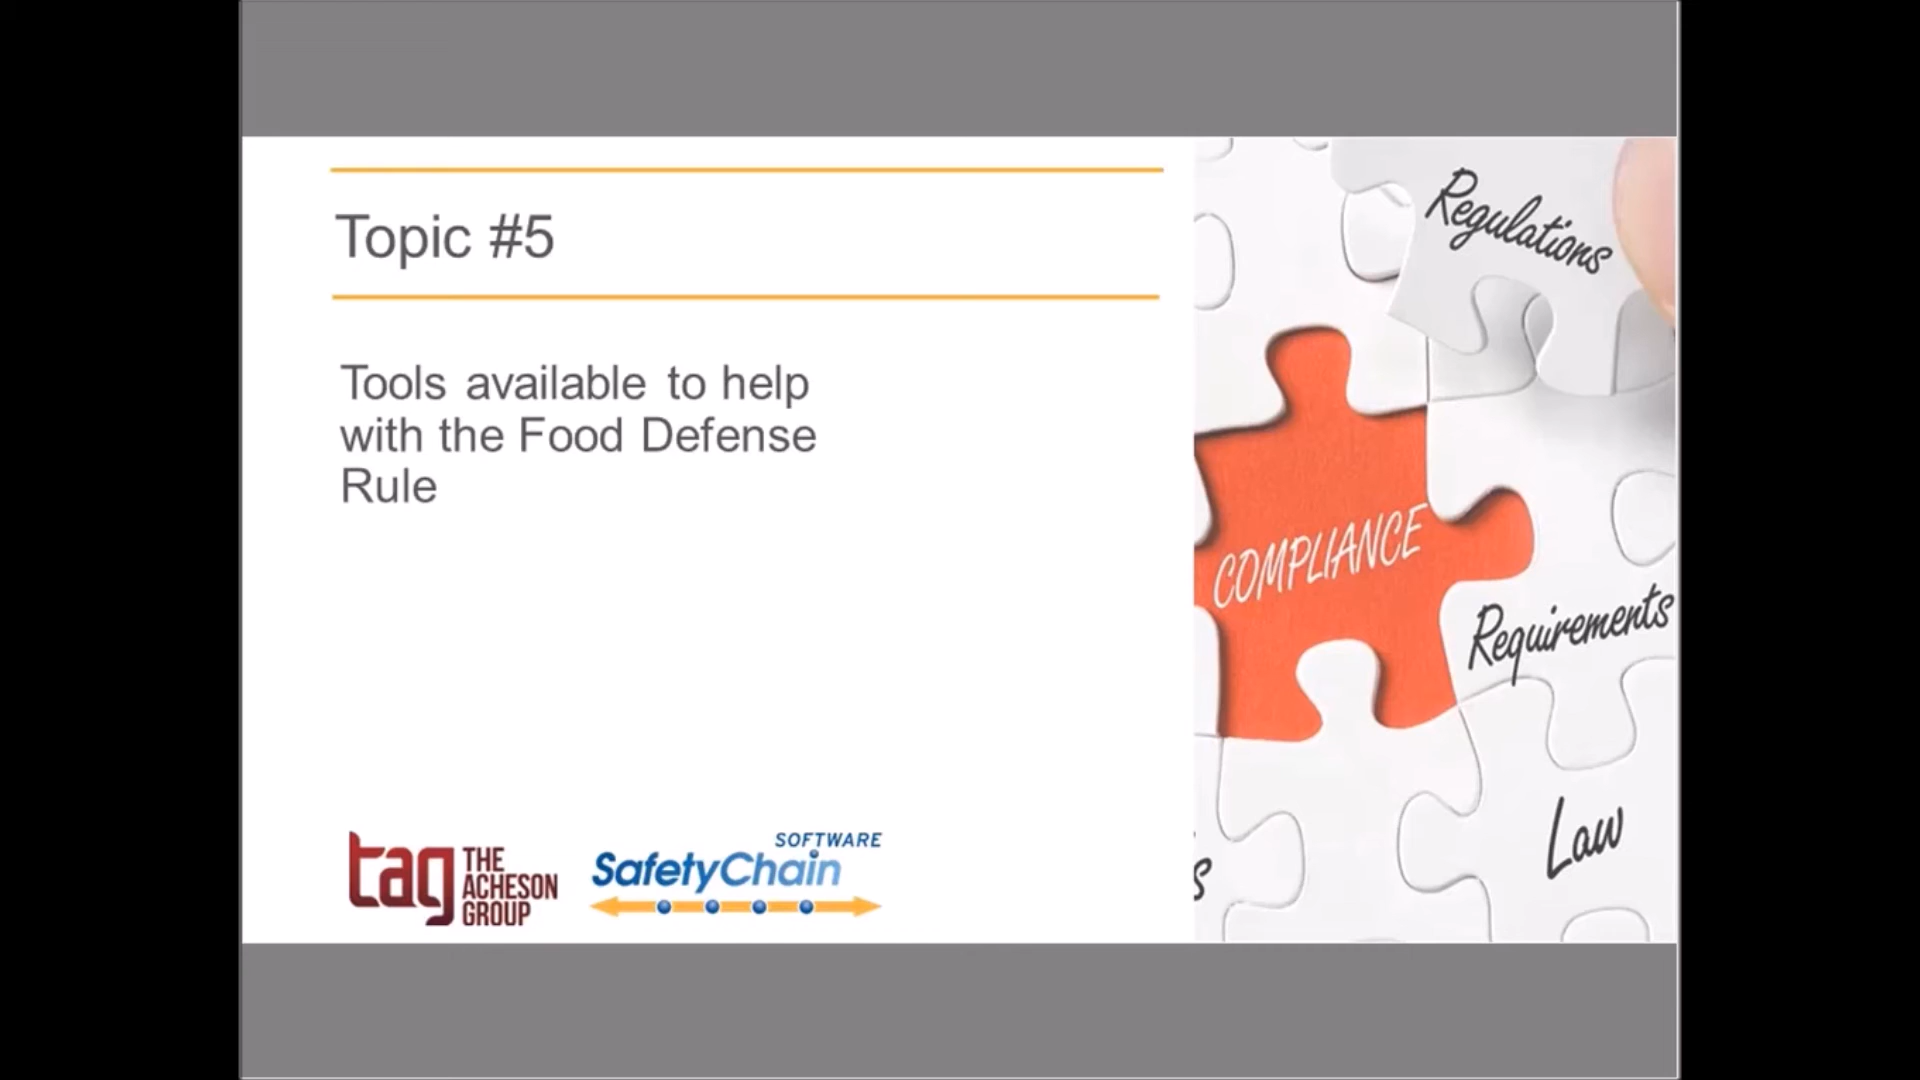 Topic #5
Tools available to help
with the Food Defense
Rule
tag THE
ACHESON
GROUP
SOFTWARE
SafetyChain
Regulations
COMPLIANCE
Requirements
Law
s